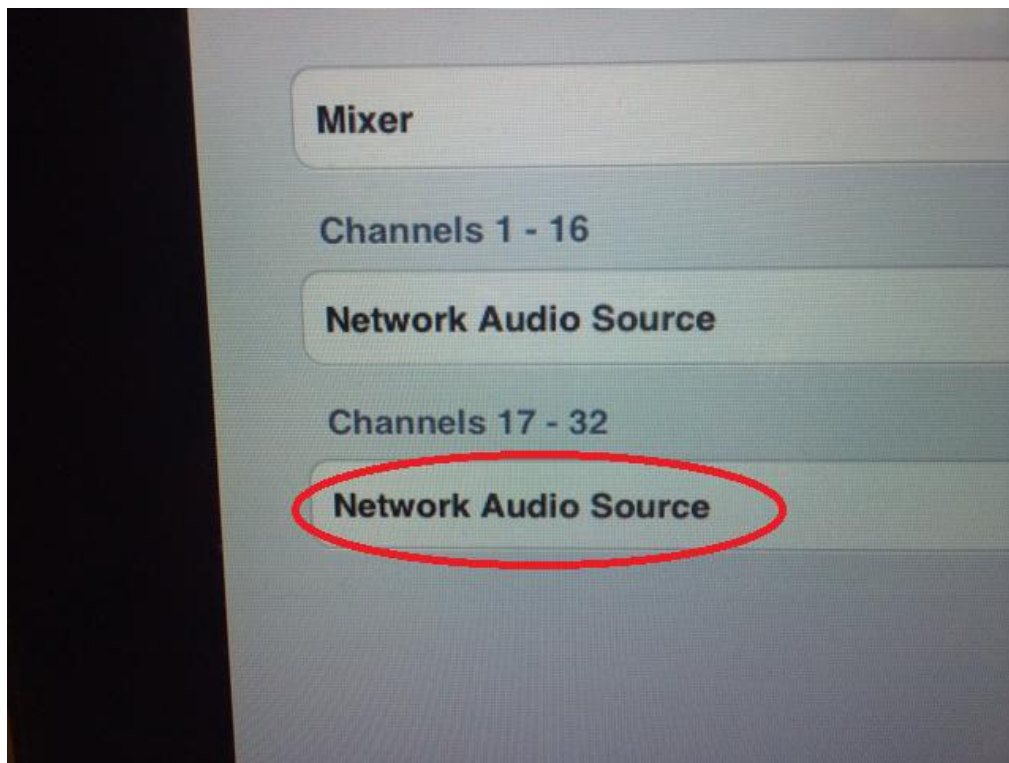 Mixer
Channels 1 - 16
Network Audio Source
Channels 17 - 32
Network Audio Source